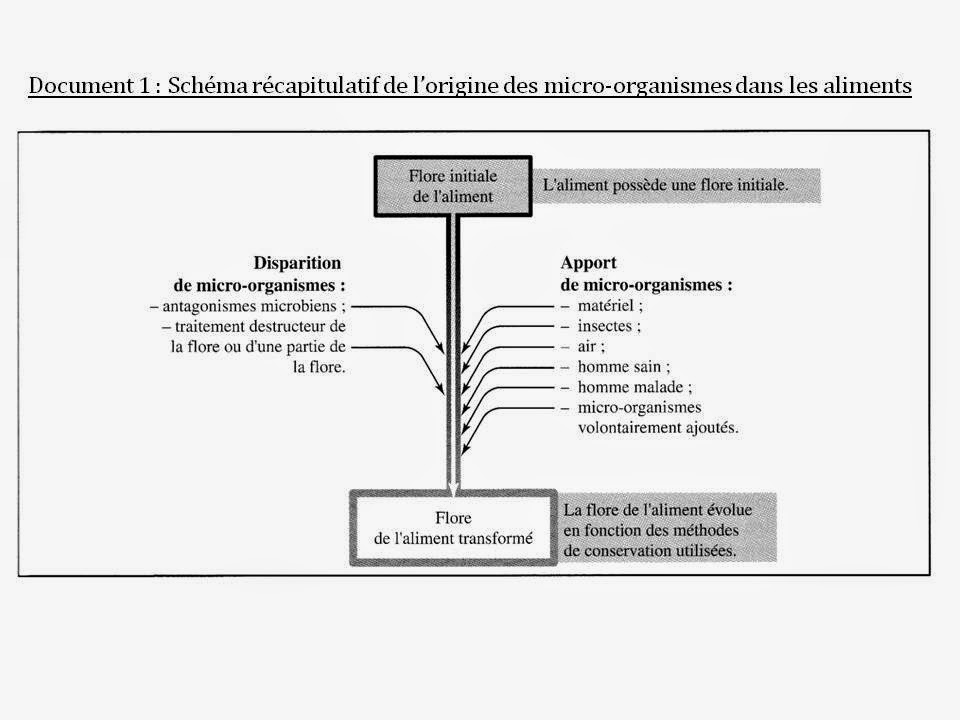 Document 1 : Schéma récapitulatif de l'origine des micro-organismes dans les aliments
Flore initiale
de l'aliment
L'aliment possède une flore initiale.
Disparition
de micro-organismes :
– antagonismes microbiens ;
– traitement destructeur de
la flore ou d'une partie de
la flore.
Apport
de micro-organismes :
– matériel ;
– insectes ;
– air ;
– homme sain ;
– homme malade ;
– micro-organismes
volontairement ajoutés.
Flore
de l'aliment transformé
La flore de l'aliment évolue
en fonction des méthodes
de conservation utilisées.